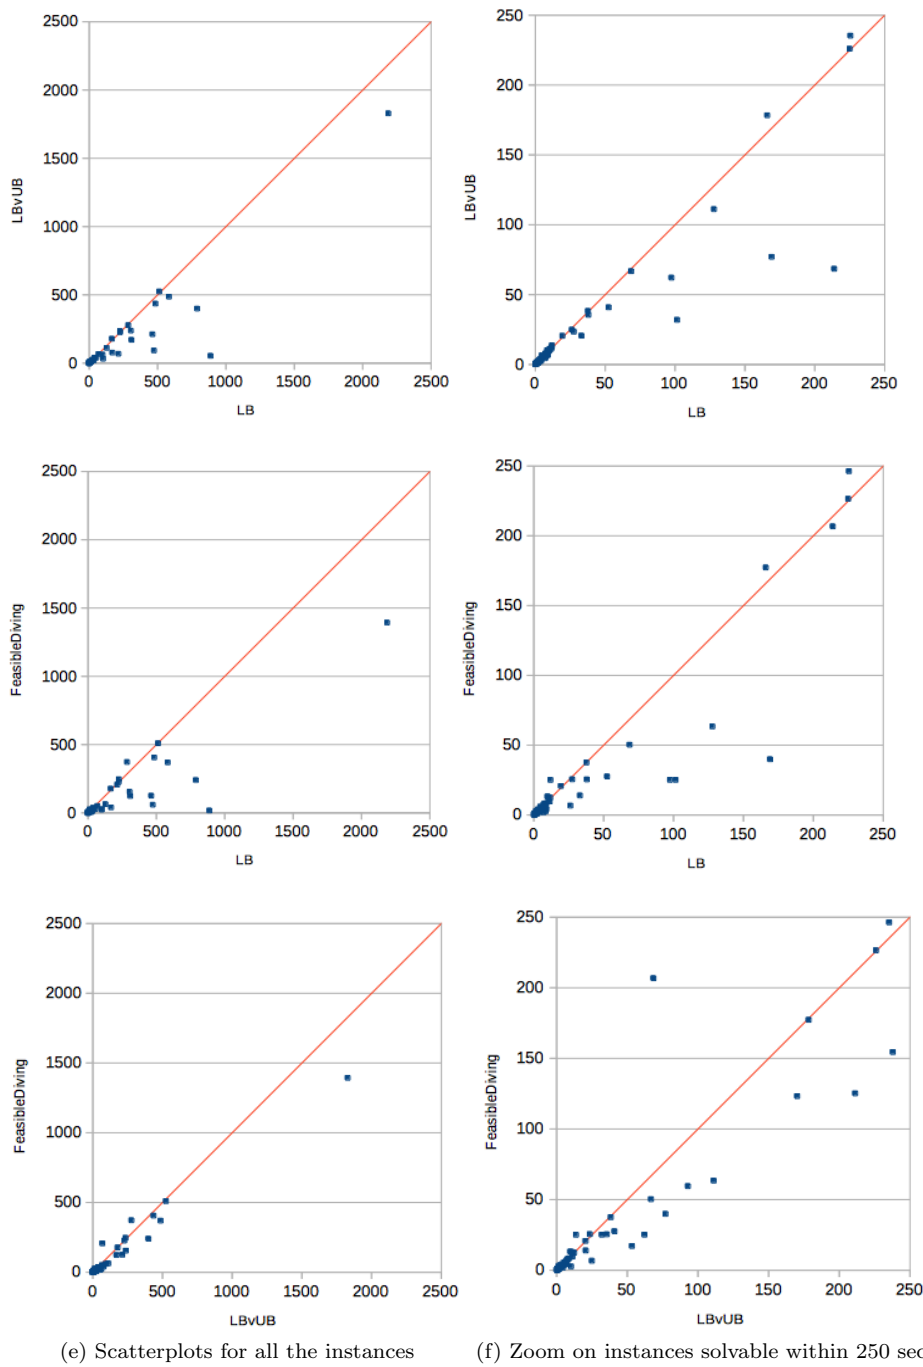 2500
2000
1500
1000
500
0
LBvUB
0 500 1000 1500 2000 2500
LB
250
200
150
100
50
0
LBvUB
0 50 100 150 200 250
LB
2500
2000
1500
1000
500
0
FeasibleDiving
0 500 1000 1500 2000 2500
LB
250
200
150
100
50
0
FeasibleDiving
0 50 100 150 200 250
LB
2500
2000
1500
1000
500
0
FeasibleDiving
0 500 1000 1500 2000 2500
LBvUB
250
200
150
100
50
0
FeasibleDiving
0 50 100 150 200 250
LBvUB
(e) Scatterplots for all the instances
(f) Zoom on instances solvable within 250 sec